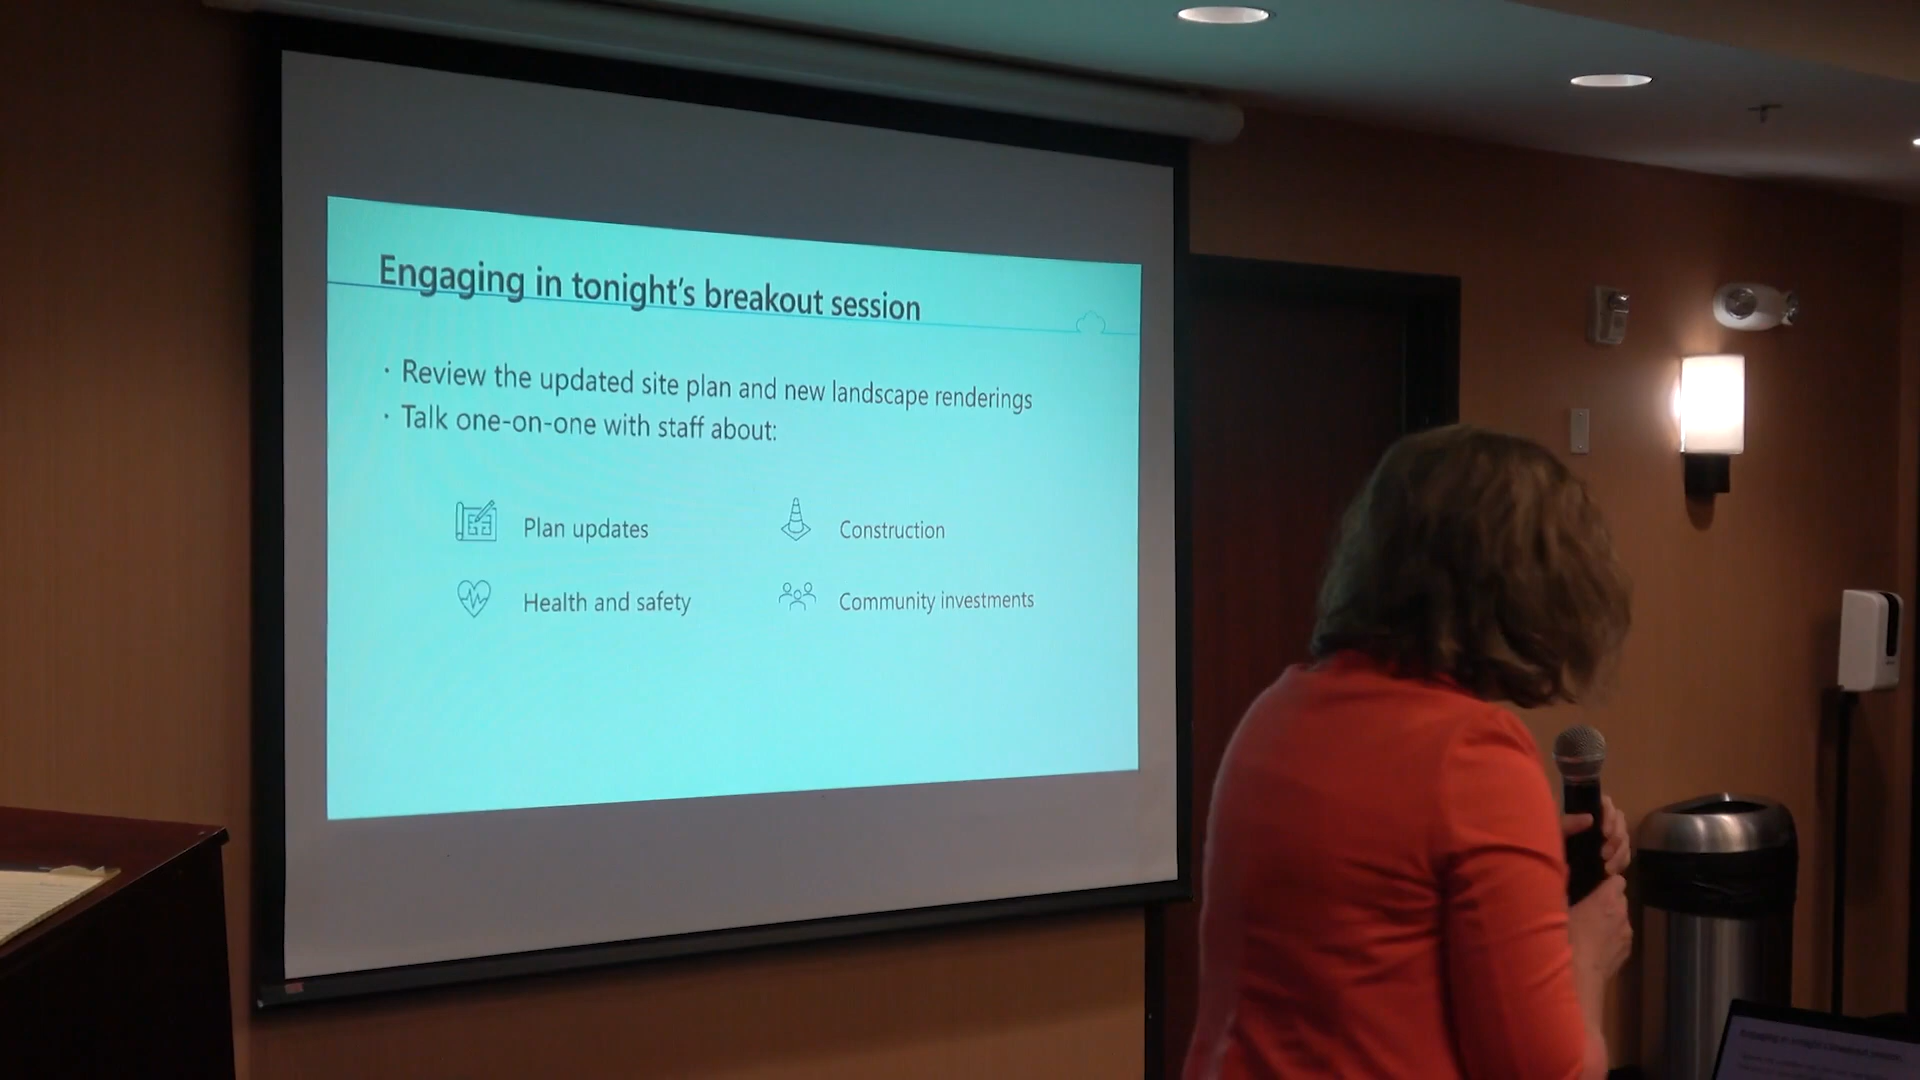 Engaging in tonight's breakout session
· Review the updated site plan and new landscape renderings
· Talk one-on-one with staff about:
Plan updates
Construction
Health and safety
Community investments